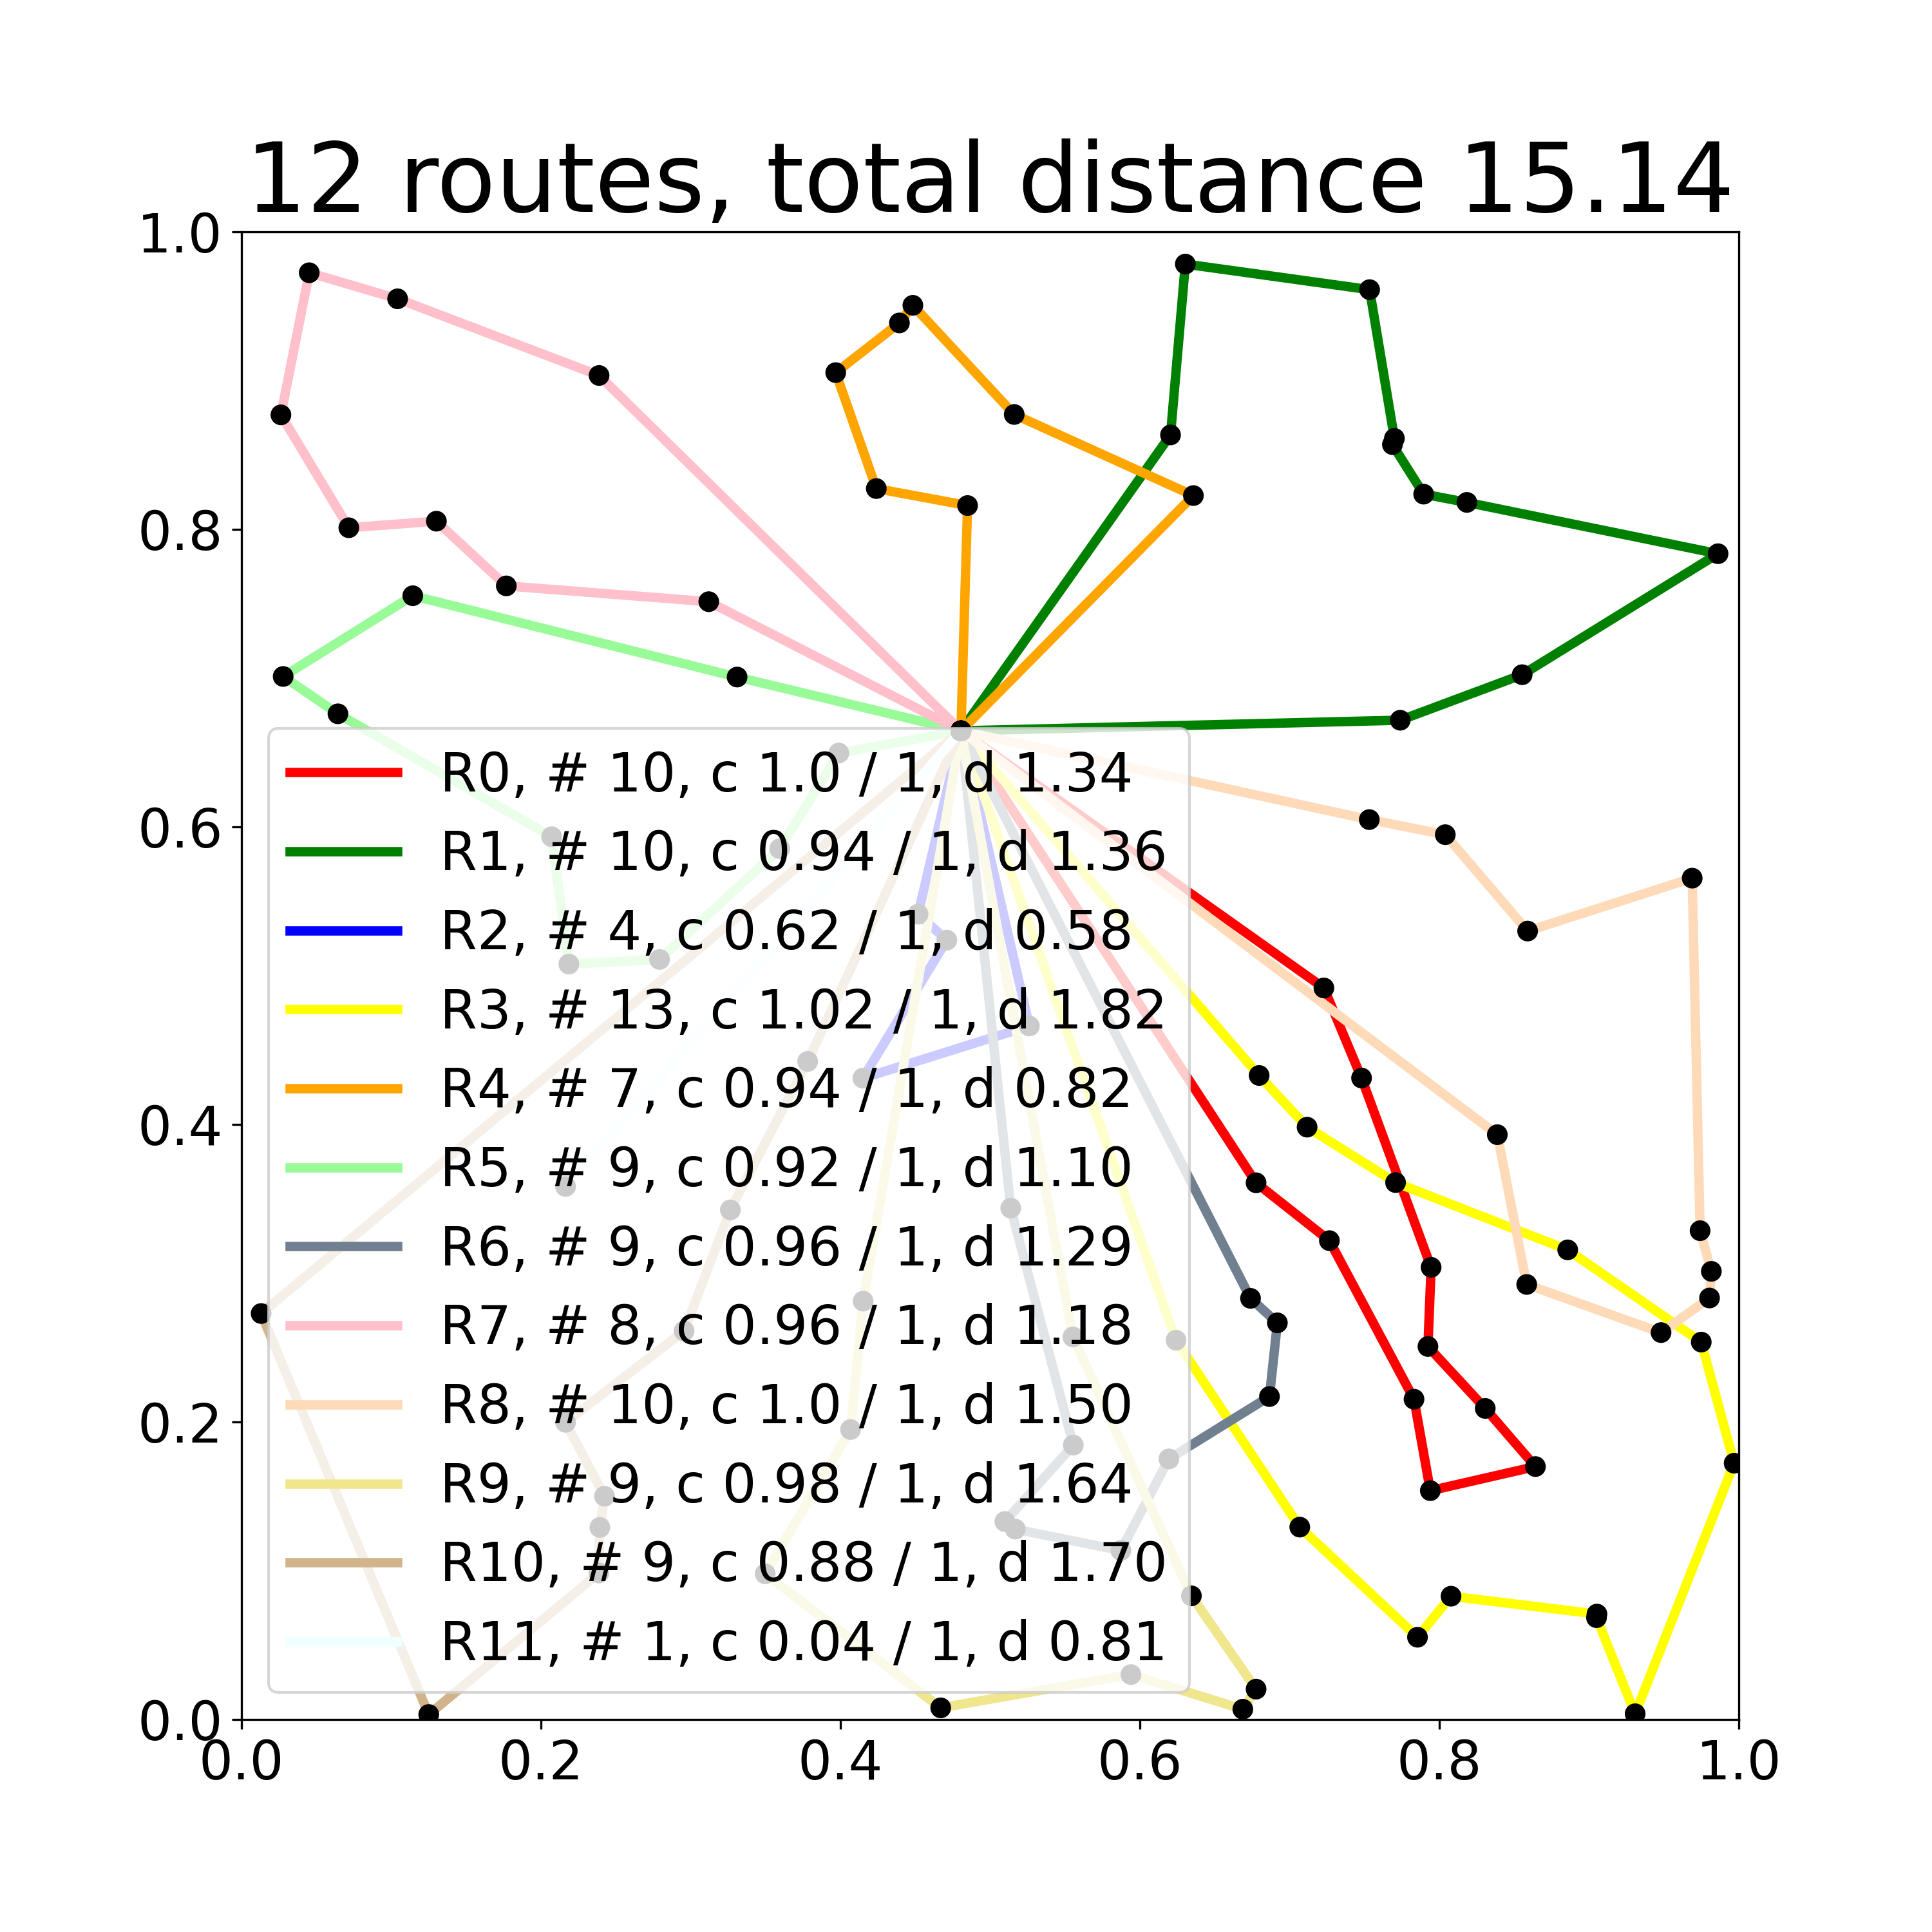 12 routes, total distance 15.14
1.0
0.8
0.6
0.4
0.2
0.0
R0, # 10, c 1.0 / 1, d 1.34
R1, # 10, c 0.94 / 1, d 1.36
R2, # 4, c 0.62 / 1, d 0.58
R3, # 13, c 1.02 / 1, d 1.82
R4, # 7, c 0.94 / 1, d 0.82
R5, # 9, c 0.92 / 1, d 1.10
R6, # 9, c 0.96 / 1, d 1.29
R7, # 8, c 0.96 / 1, d 1.18
R8, # 10, c 1.0 / 1, d 1.50
R9, # 9, c 0.98 / 1, d 1.64
R10, # 9, c 0.88 / 1, d 1.70
R11, # 1, c 0.04 / 1, d 0.81
0.0 0.2 0.4 0.6 0.8 1.0